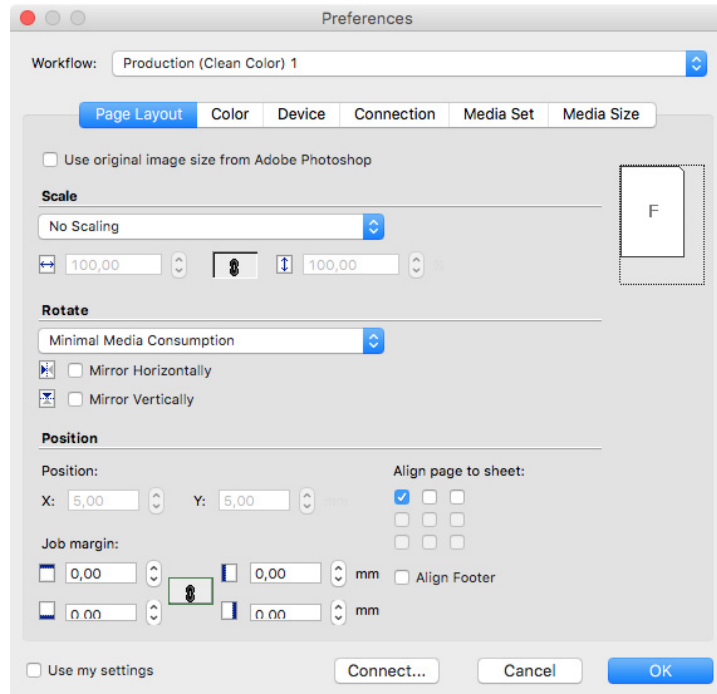 Preferences
Workflow: Production (Clean Color) 1
Page Layout Color Device Connection Media Set Media Size
Use original image size from Adobe Photoshop
Scale
F
No Scaling
100,00 100,00 %
Rotate
Minimal Media Consumption
Mirror Horizontally
Mirror Vertically
Position
Position: Align page to sheet:
X: 5,00 Y: 5,00 mm
Job margin:
0,00 0,00 mm Align Footer
0,00 0,00 mm
Use my settings Connect... Cancel OK